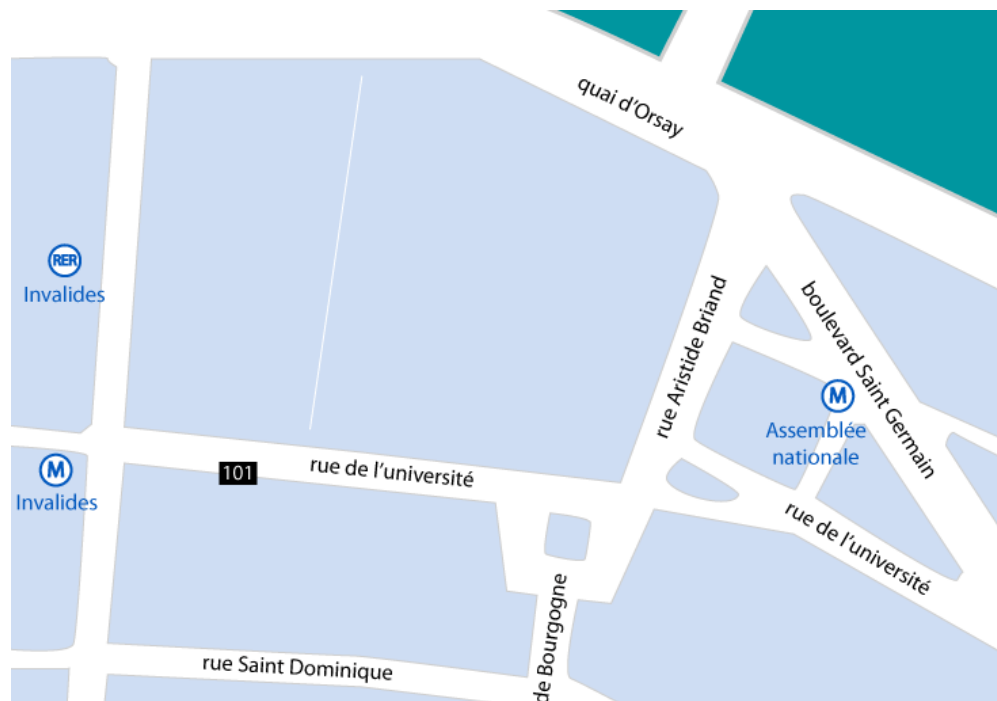 quai d'Orsay
RER
Invalides
rue Aristide Briand
boulevard Saint Germain
M
Assemblée
nationale
M
Invalides
101
rue de l'université
rue de l'université
de Bourgogne
rue Saint Dominique